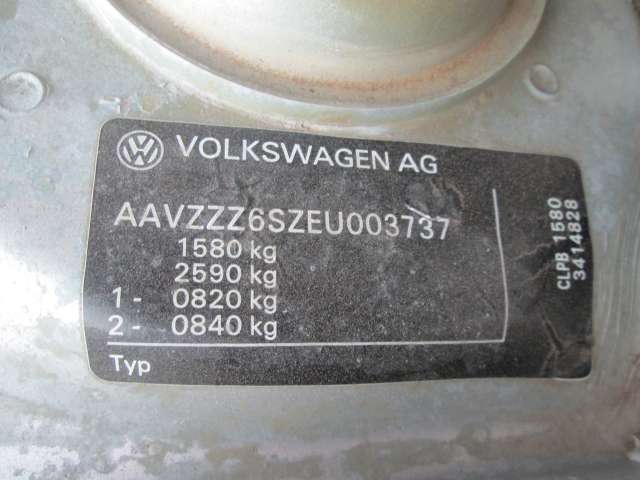 VOLKSWAGEN AG
AAVZZZ6SZEU003737
1580 kg
2590 kg
1 - 0820 kg
2 - 0840 kg
Typ
CLPB 1580
3414828